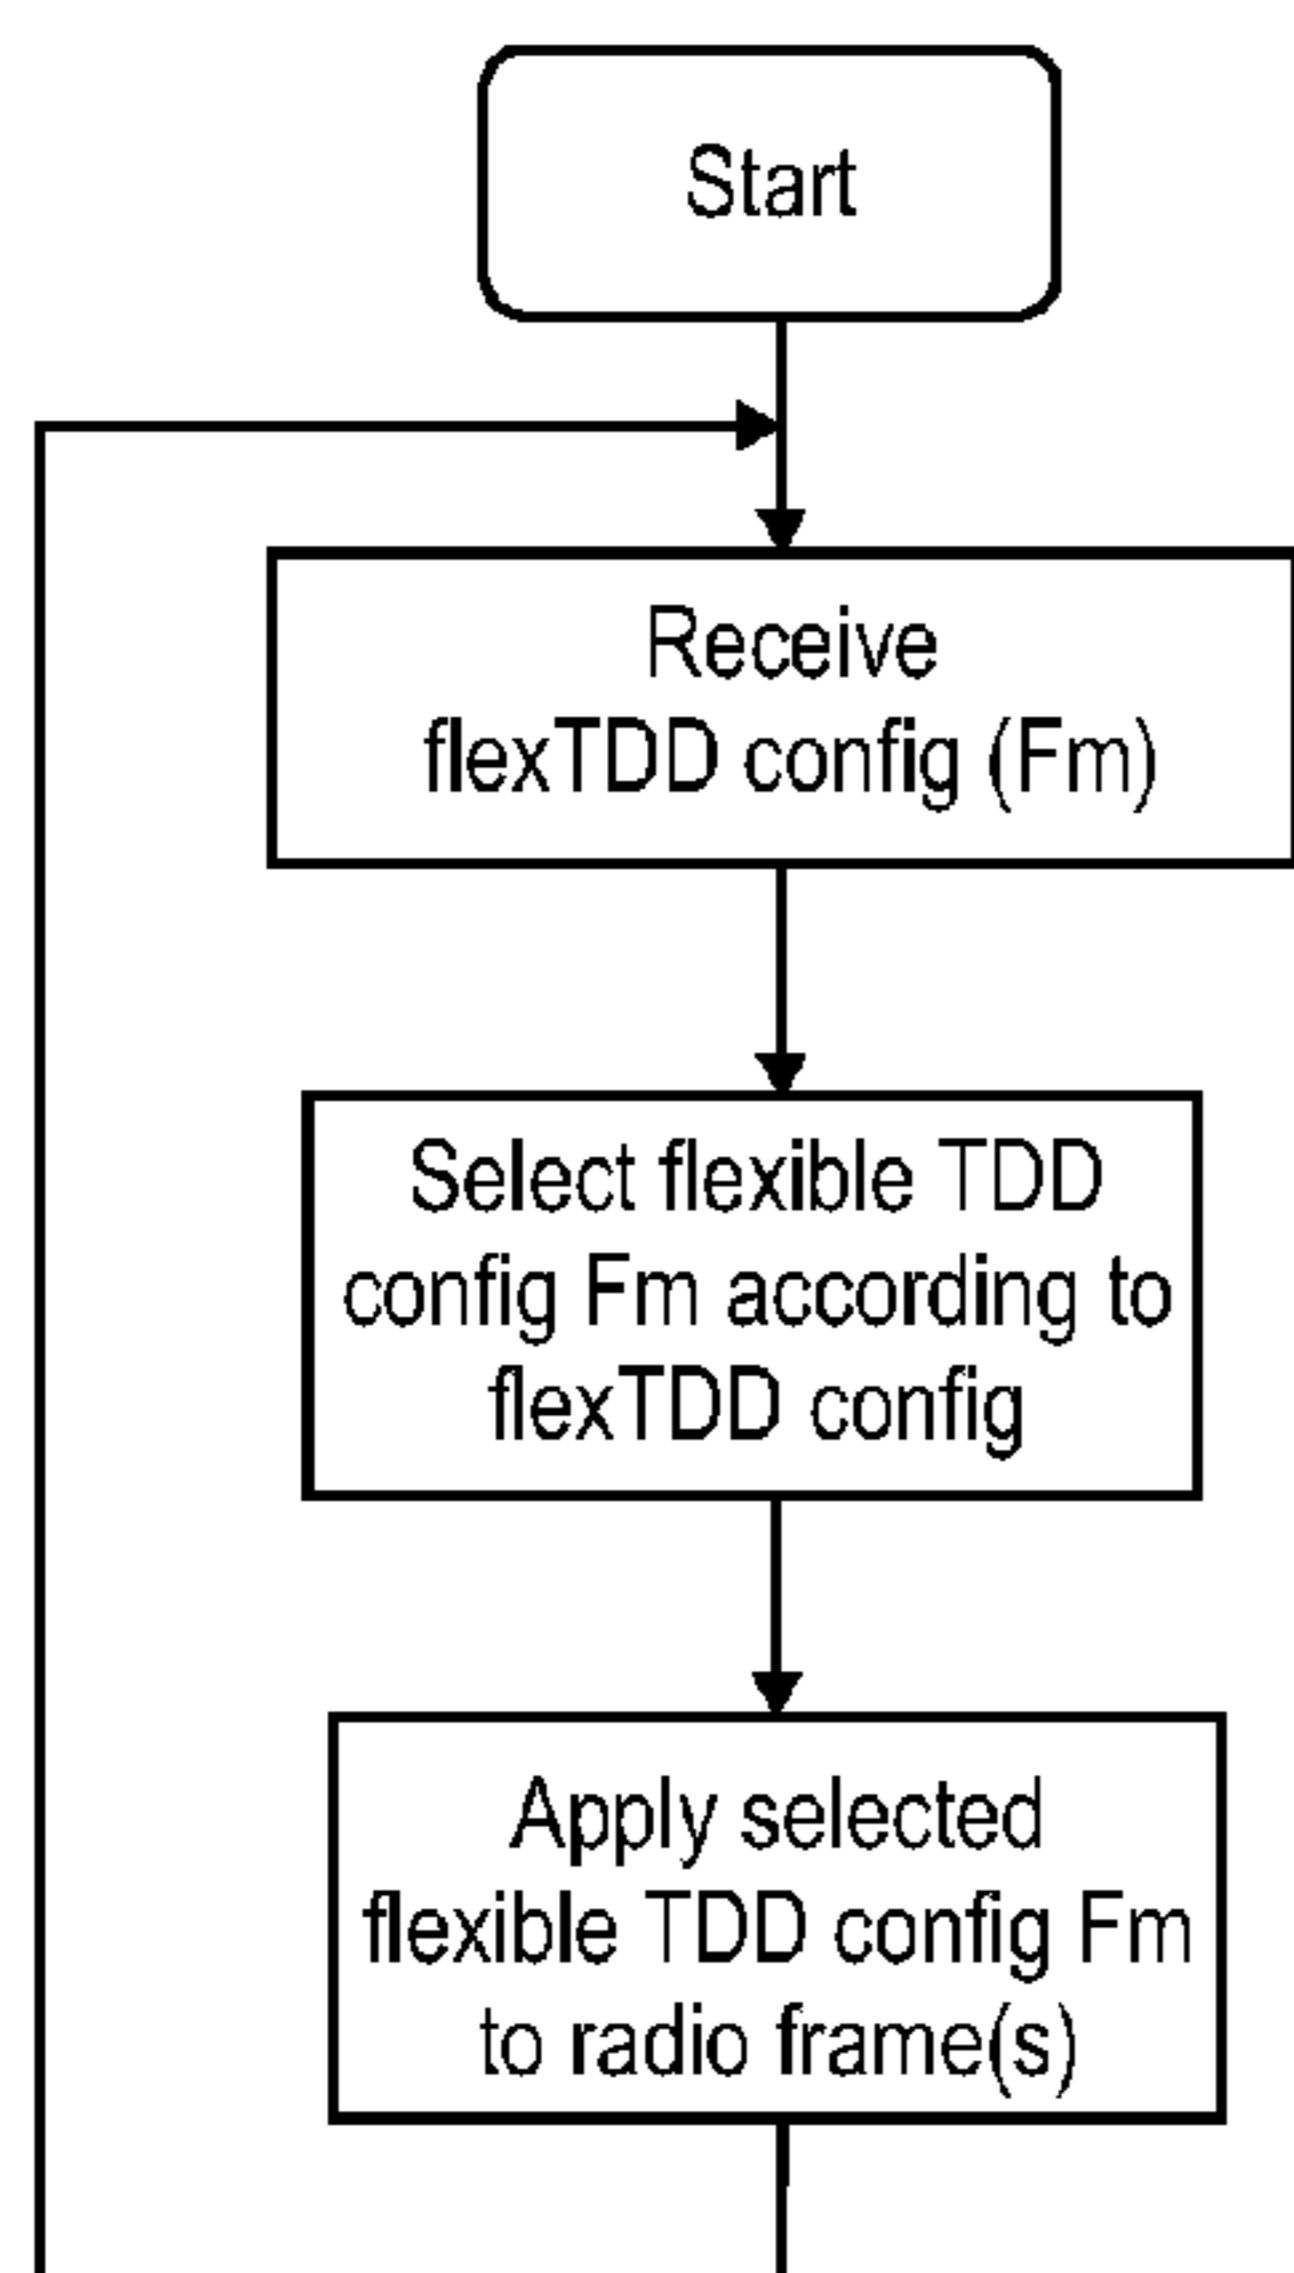 Start
Receive
flexTDD config (Fm)
Select flexible TDD
config Fm according to
flexTDD config
Apply selected
flexible TDD config Fm
to radio frame(s)